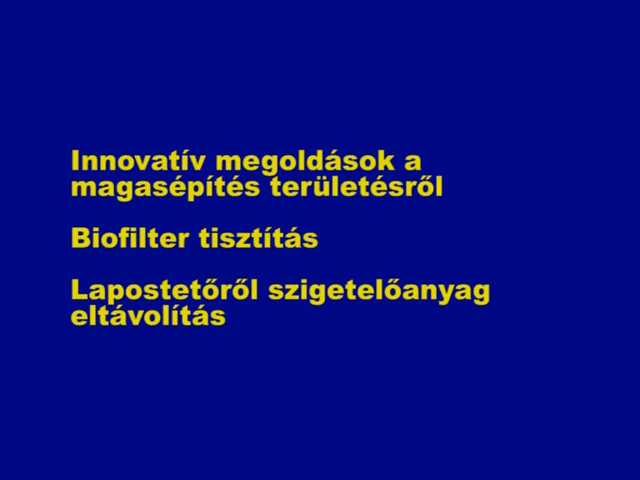 Innovatív megoldások a
magasépítés területésről
Biofilter tisztítás
Lapostetőről szigetelőanyag
eltávolítás